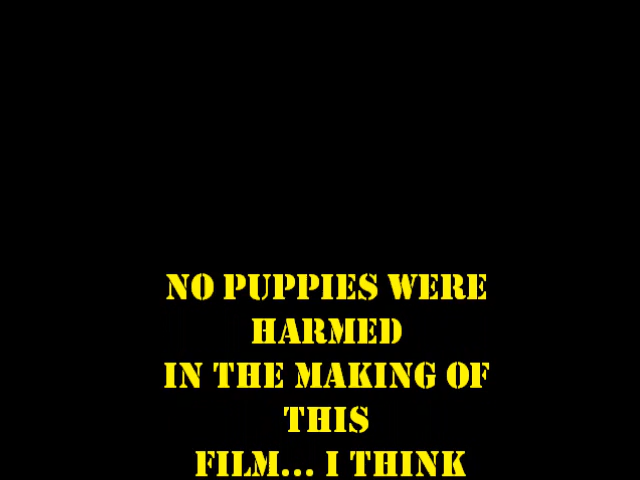 NO PUPPIES WERE
HARMED
IN THE MAKING OF
THIS
FILM... I THINK